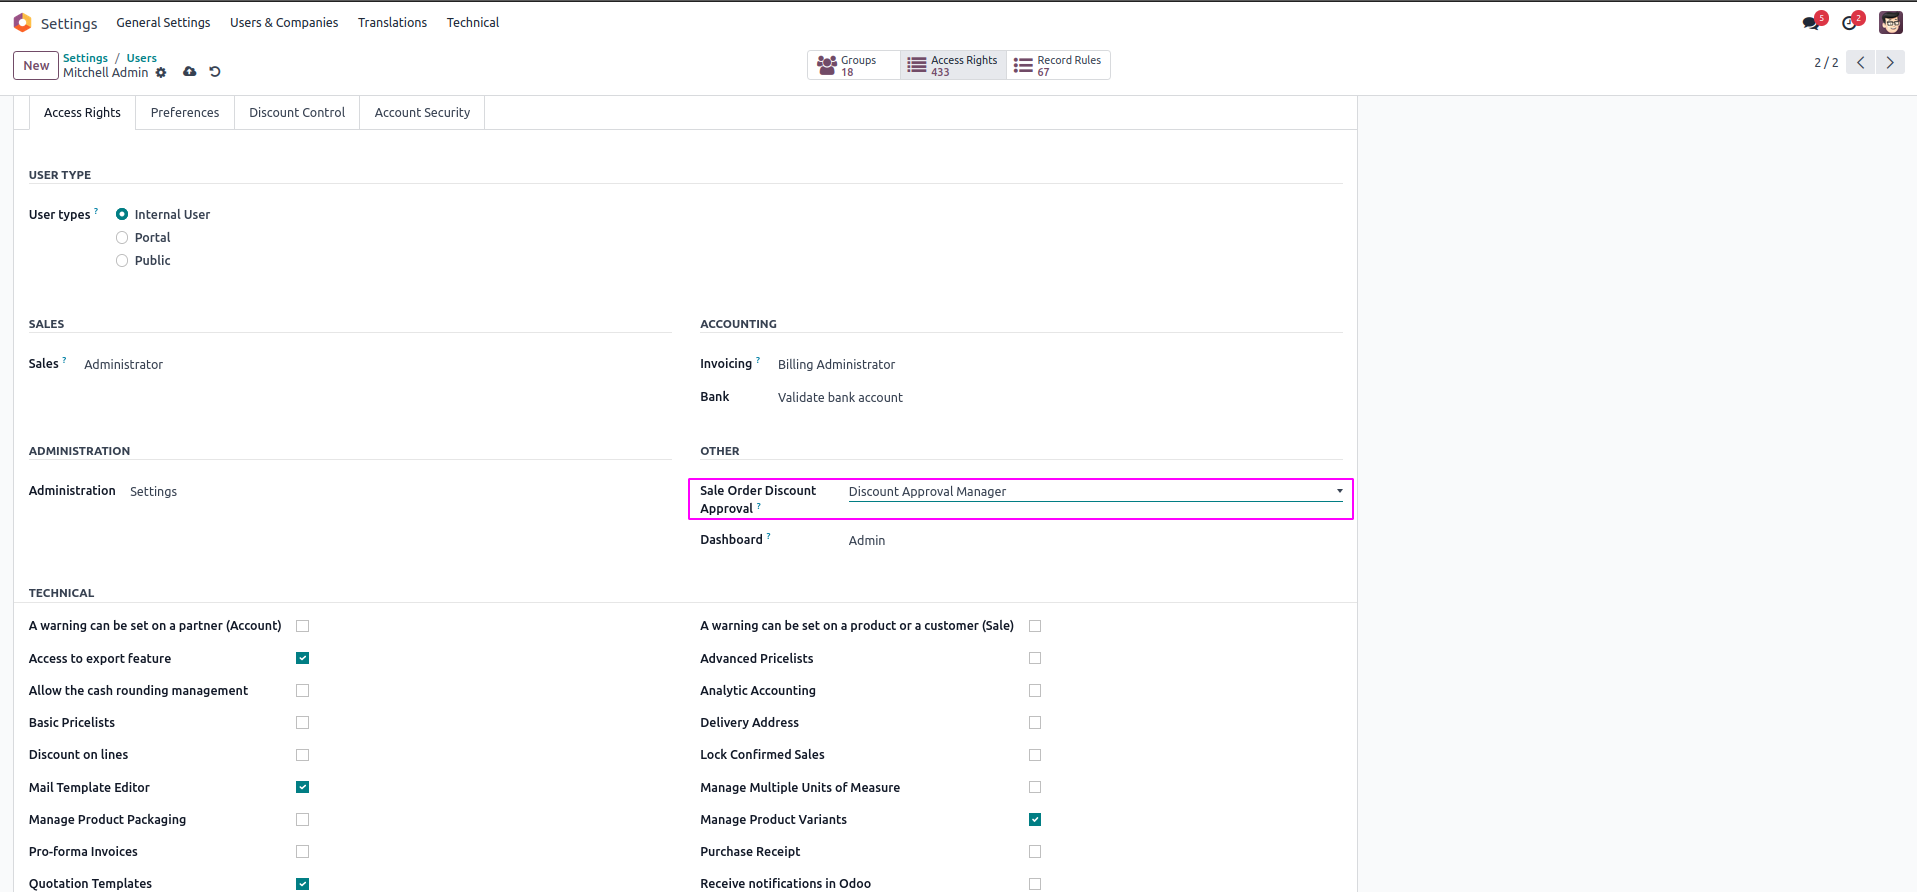 Settings General Settings Users & Companies Translations Technical 5 2
New Settings / Users Groups Access Rights Record Rules 2 / 2
Mitchell Admin 18 433 67
Access Rights Preferences Discount Control Account Security
USER TYPE
User types ? Internal User
Portal
Public
SALES ACCOUNTING
Sales ? Administrator Invoicing ? Billing Administrator
Bank Validate bank account
ADMINISTRATION OTHER
Administration Settings Sale Order Discount Discount Approval Manager
Approval ?
Dashboard ? Admin
TECHNICAL
A warning can be set on a partner (Account) A warning can be set on a product or a customer (Sale)
Access to export feature Advanced Pricelists
Allow the cash rounding management Analytic Accounting
Basic Pricelists Delivery Address
Discount on lines Lock Confirmed Sales
Mail Template Editor Manage Multiple Units of Measure
Manage Product Packaging Manage Product Variants
Pro-forma Invoices Purchase Receipt
Quotation Templates Receive notifications in Odoo